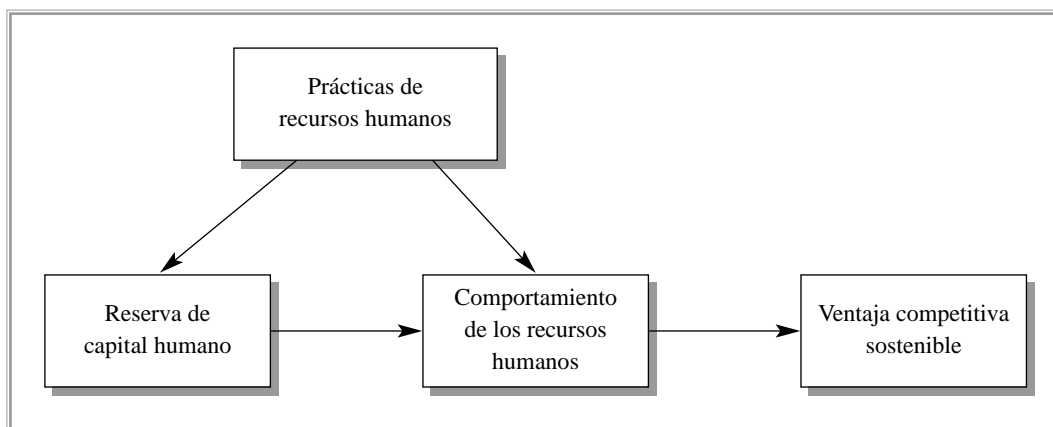 Prácticas de
recursos humanos
Reserva de
capital humano
Comportamiento
de los recursos
humanos
Ventaja competitiva
sostenible